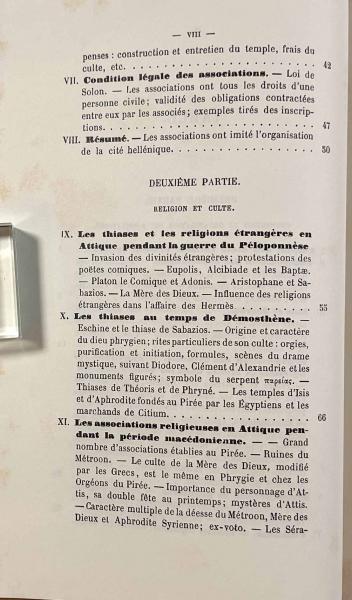 — VIII —
penses : construction et entretien du temple, frais du
culte, etc. . . . . . . . . . . . . . . . . . . . 42
VII. Condition légale des associations. — Loi de
Solon. — Les associations ont tous les droits d'une
personne civile; validité des obligations contractées
entre eux par les associés; exemples tirés des inscrip-
tions. . . . . . . . . . . . . . . . . . . . . . 47
VIII. Résumé. — Les associations ont imité l'organisation
de la cité hellénique. . . . . . . . . . . . . . . 50
DEUXIÈME PARTIE.
RELIGION ET CULTE.
IX. Les thiases et les religions étrangères en
Attique pendant la guerre du Péloponnèse
— Invasion des divinités étrangères; protestations des
poëtes comiques. — Eupolis, Alcibiade et les Baptæ.
— Platon le Comique et Adonis. — Aristophane et Sa-
bazios. — La Mère des Dieux. — Influence des religions
étrangères dans l'affaire des Hermès. . . . . . . . . 55
X. Les thiases au temps de Démosthène. —
Eschine et le thiase de Sabazios. — Origine et caractère
du dieu phrygien; rites particuliers de son culte : orgies,
purification et initiation, formules, scènes du drame
mystique, suivant Diodore, Clément d'Alexandrie et les
monuments figurés; symbole du serpent παρείας. —
Thiases de Théoris et de Phryné. — Les temples d'Isis
et d'Aphrodite fondés au Pirée par les Égyptiens et les
marchands de Citium. . . . . . . . . . . . . . . . 66
XI. Les associations religieuses en Attique pen-
dant la période macédonienne. — — Grand
nombre d'associations établies au Pirée. — Ruines du
Métroon. — Le culte de la Mère des Dieux, modifié
par les Grecs, est le même en Phrygie et chez les
Orgéons du Pirée. — Importance du personnage d'At-
tis, sa double fête au printemps; mystères d'Attis.
— Caractère multiple de la déesse du Métroon, Mère des
Dieux et Aphrodite Syrienne; ex-voto. — Les Séra-